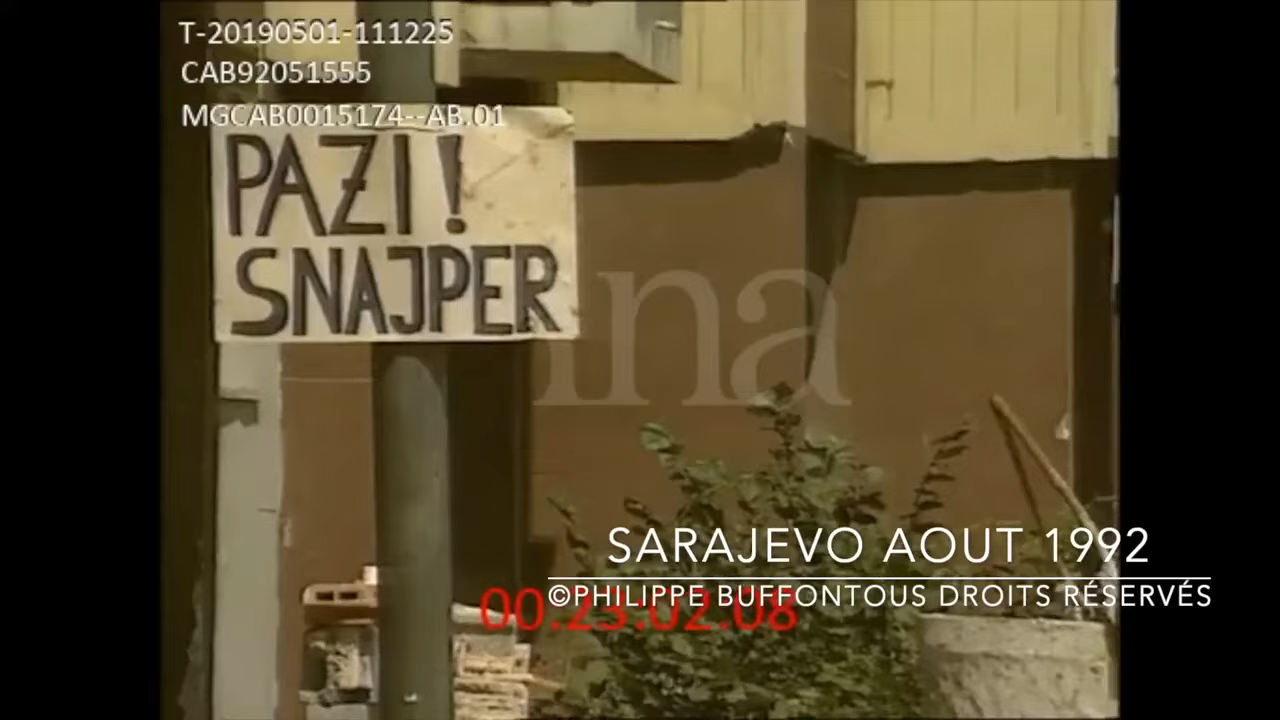 T-20190501-111225
CAB92051555
MGCAB0015174--AB.01
PAZI !
SNAJPER
ina
SARAJEVO AOUT 1992
©PHILIPPE BUFFONTOUS DROITS RÉSERVÉS
00:23:02.08